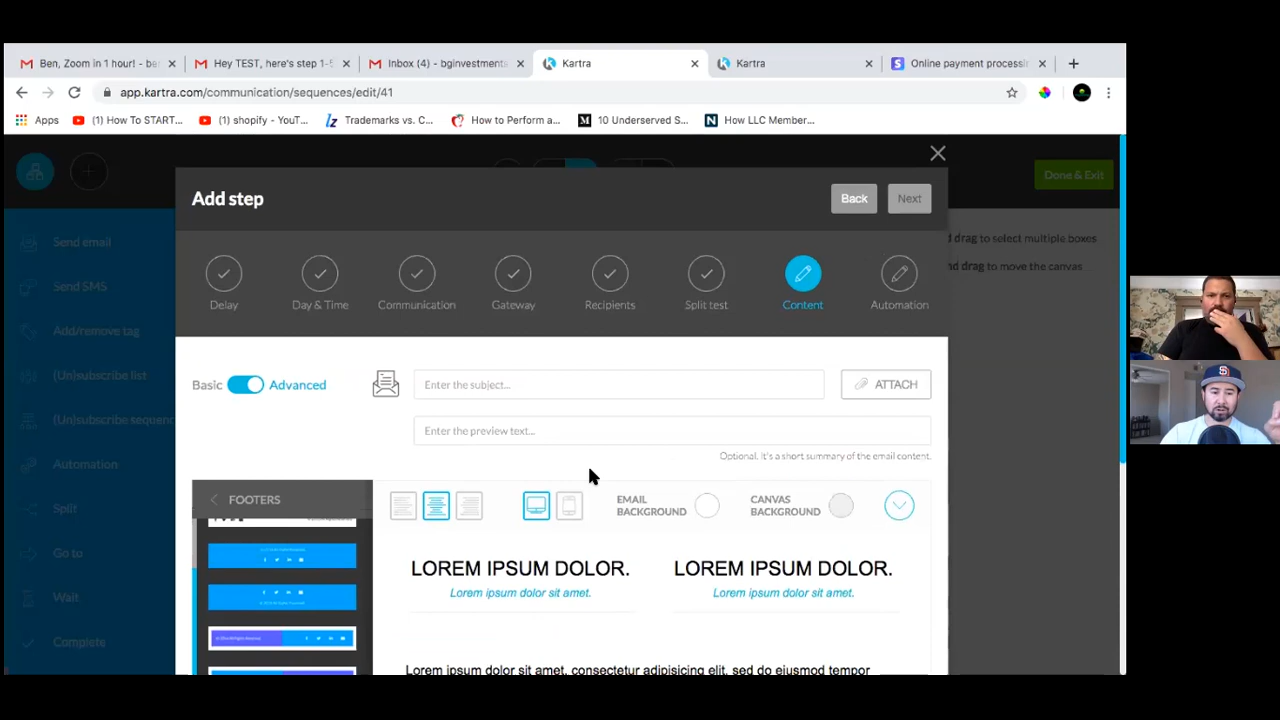 Ben, Zoom in 1 hour! - be
Hey TEST, here's step 1-5
Inbox (4) - bginvestments
Kartra
Kartra
Online payment processin
app.kartra.com/communication/sequences/edit/41
Apps
(1) How To START...
(1) shopify - YouT...
Trademarks vs. C...
How to Perform a...
10 Underserved S...
How LLC Member...
Add step
Back
Next
Done & Exit
Send email
Send SMS
Add/remove tag
(Un)subscribe list
(Un)subscribe sequenc
Automation
Split
Go to
Wait
Complete
d drag to select multiple boxes
nd drag to move the canvas
Delay
Day & Time
Communication
Gateway
Recipients
Split test
Content
Automation
Basic
Advanced
Enter the subject...
ATTACH
Enter the preview text...
Optional. It's a short summary of the email content.
FOOTERS
EMAIL
BACKGROUND
CANVAS
BACKGROUND
LOREM IPSUM DOLOR.
LOREM IPSUM DOLOR.
Lorem ipsum dolor sit amet.
Lorem ipsum dolor sit amet.
Lorem ipsum dolor sit amet, consectetur adipisicing elit, sed do eiusmod tempor